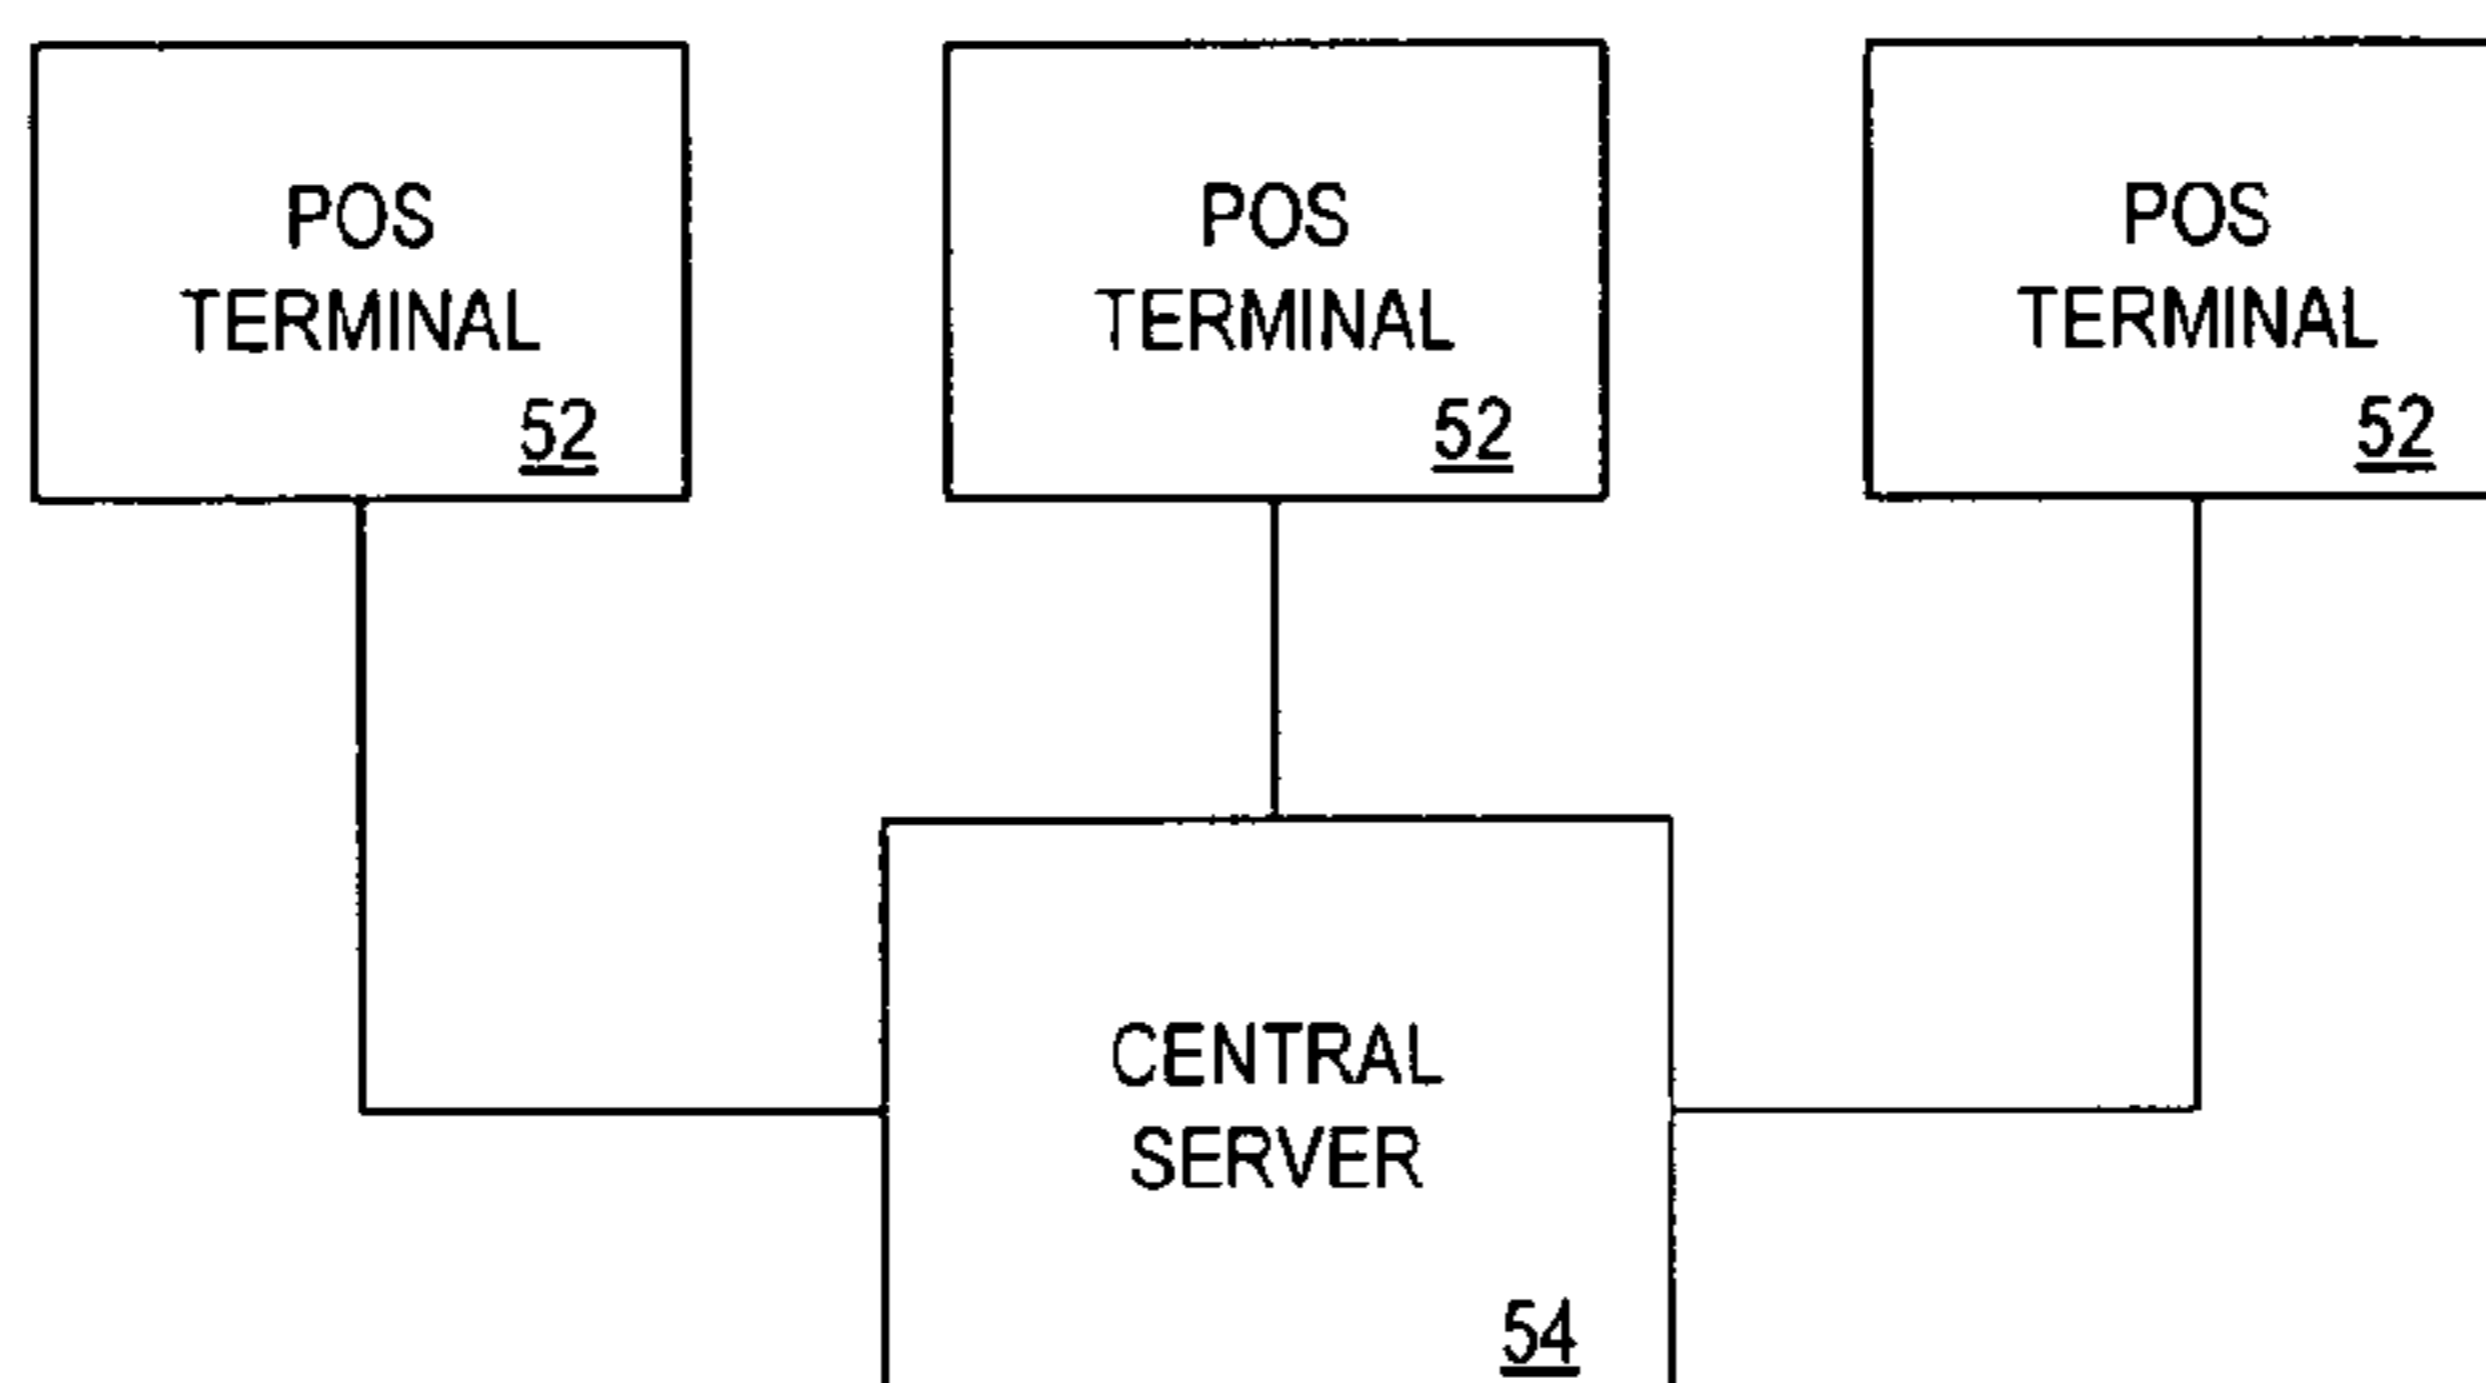 POS
TERMINAL
52
POS
TERMINAL
52
POS
TERMINAL
52
CENTRAL
SERVER
54